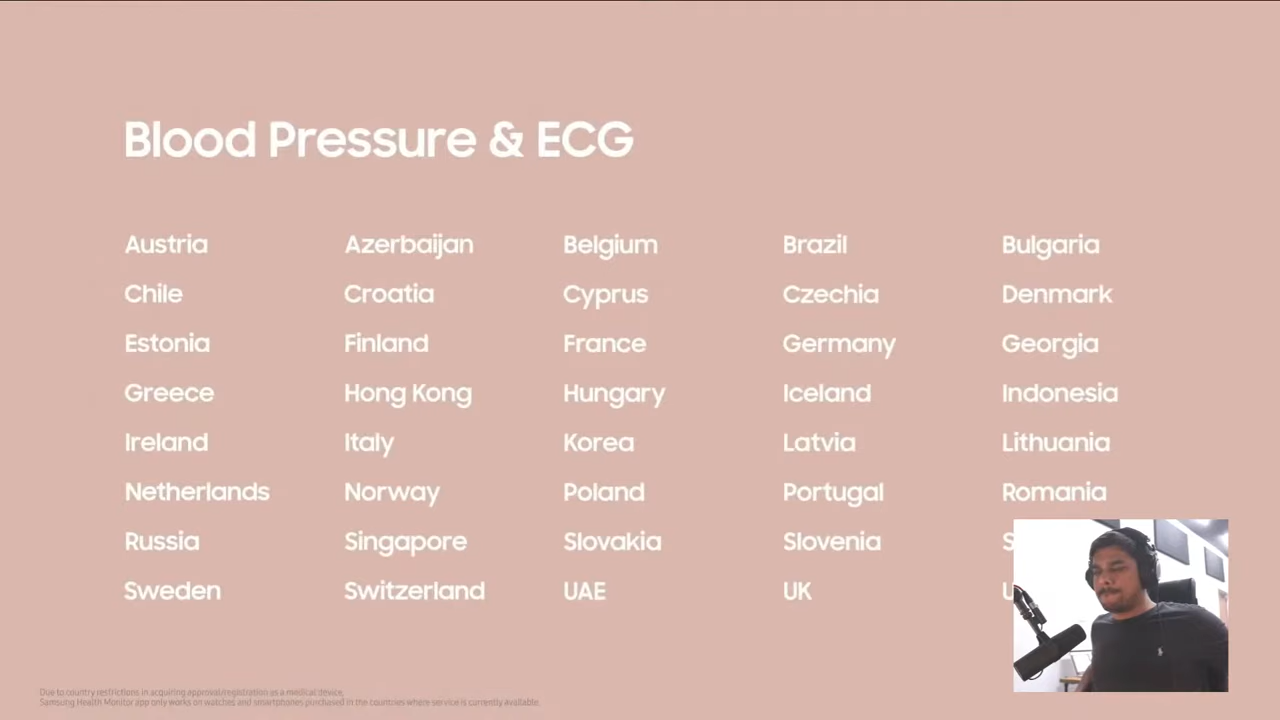 Blood Pressure & ECG
Austria Azerbaijan Belgium Brazil Bulgaria
Chile Croatia Cyprus Czechia Denmark
Estonia Finland France Germany Georgia
Greece Hong Kong Hungary Iceland Indonesia
Ireland Italy Korea Latvia Lithuania
Netherlands Norway Poland Portugal Romania
Russia Singapore Slovakia Slovenia
Sweden Switzerland UAE UK
Due to country restrictions in acquiring approval/registration as a medical device,
Samsung Health Monitor app only works on watches and smartphones purchased in the countries where service is currently available.